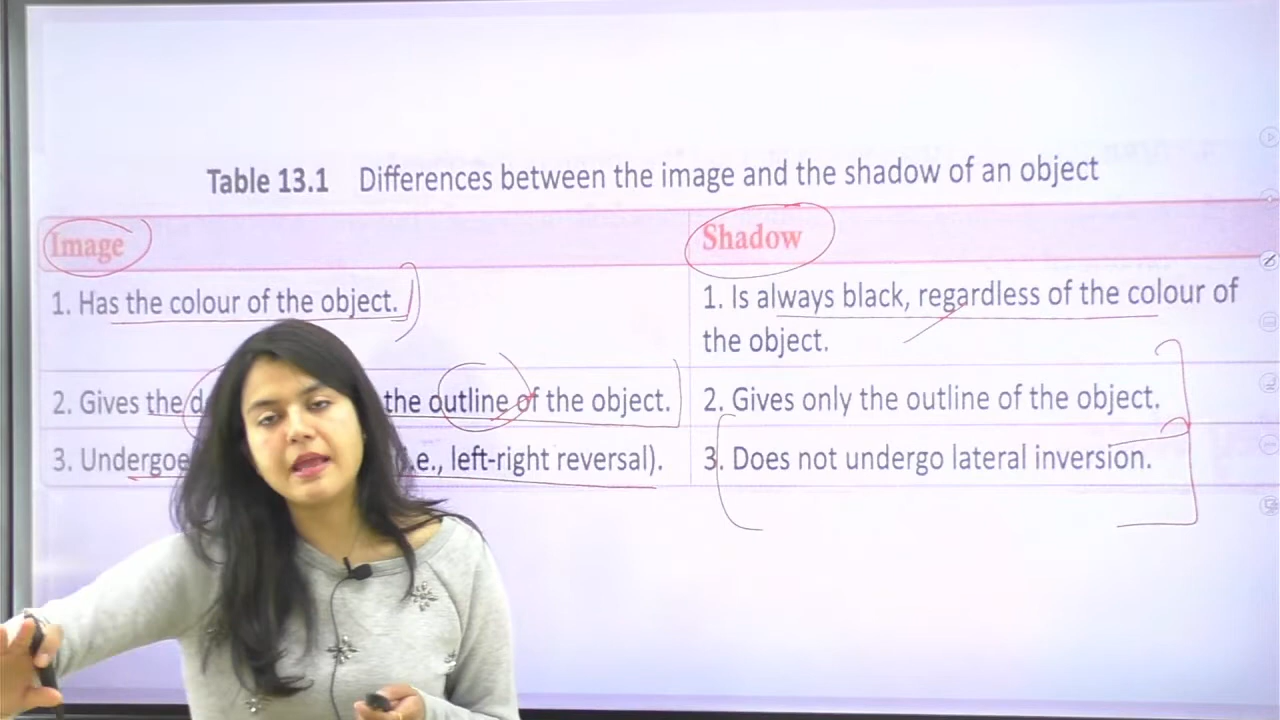 Table 13.1 Differences between the image and the shadow of an object
Image
Shadow
1. Has the colour of the object.
1. Is always black, regardless of the colour of
the object.
2. Gives the the outline of the object.
2. Gives only the outline of the object.
3. left-right reversal).
3. Does not undergo lateral inversion.